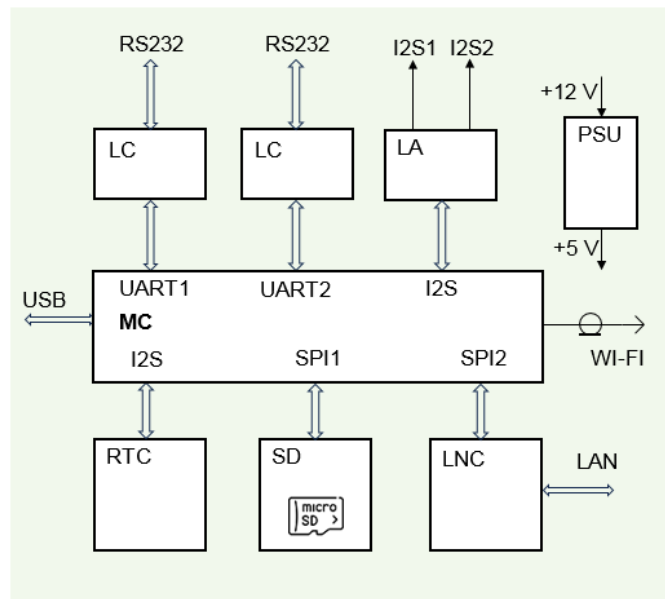 RS232
RS232
I2S1 I2S2
+12 V
LC
LC
LA
PSU
+5 V
USB
UART1
UART2
I2S
MC
I2S
SPI1
SPI2
WI-FI
RTC
SD
LNC
LAN
micro
SD